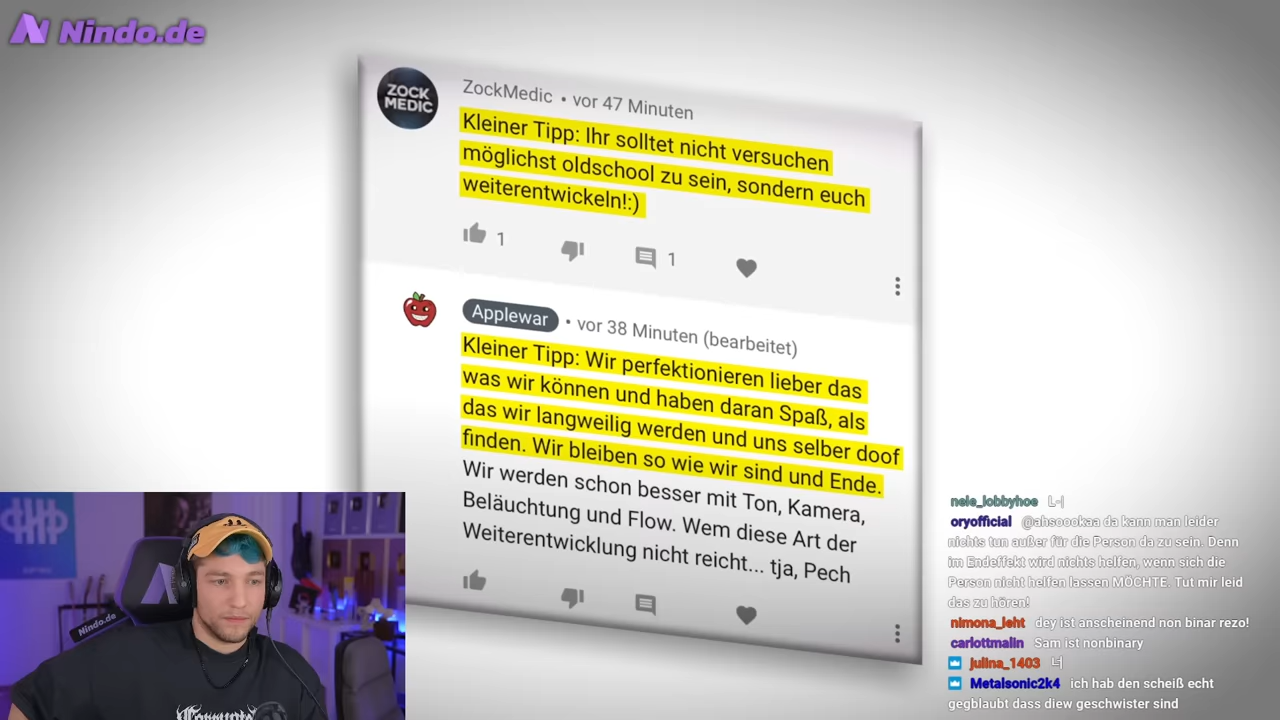 Nindo.de
ZOCK
MEDIC
ZockMedic • vor 47 Minuten
Kleiner Tipp: Ihr solltet nicht versuchen
möglichst oldschool zu sein, sondern euch
weiterentwickeln!:)
1
1
Applewar • vor 38 Minuten (bearbeitet)
Kleiner Tipp: Wir perfektionieren lieber das
was wir können und haben daran Spaß, als
das wir langweilig werden und uns selber doof
finden. Wir bleiben so wie wir sind und Ende.
Wir werden schon besser mit Ton, Kamera,
Beläuchtung und Flow. Wem diese Art der
Weiterentwicklung nicht reicht... tja, Pech
Nindo.de
nele_lobbyhoe
oryofficial @ahsoookaa da kann man leider
nichts tun außer für die Person da zu sein. Denn
im Endeffekt wird nichts helfen, wenn sich die
Person nicht helfen lassen MÖCHTE. Tut mir leid
das zu hören!
nimona_leht dey ist anscheinend non binar rezo!
carlottmalin Sam ist nonbinary
julina_1403
Metalsonic2k4 ich hab den scheiß echt
gegblaubt dass diew geschwister sind